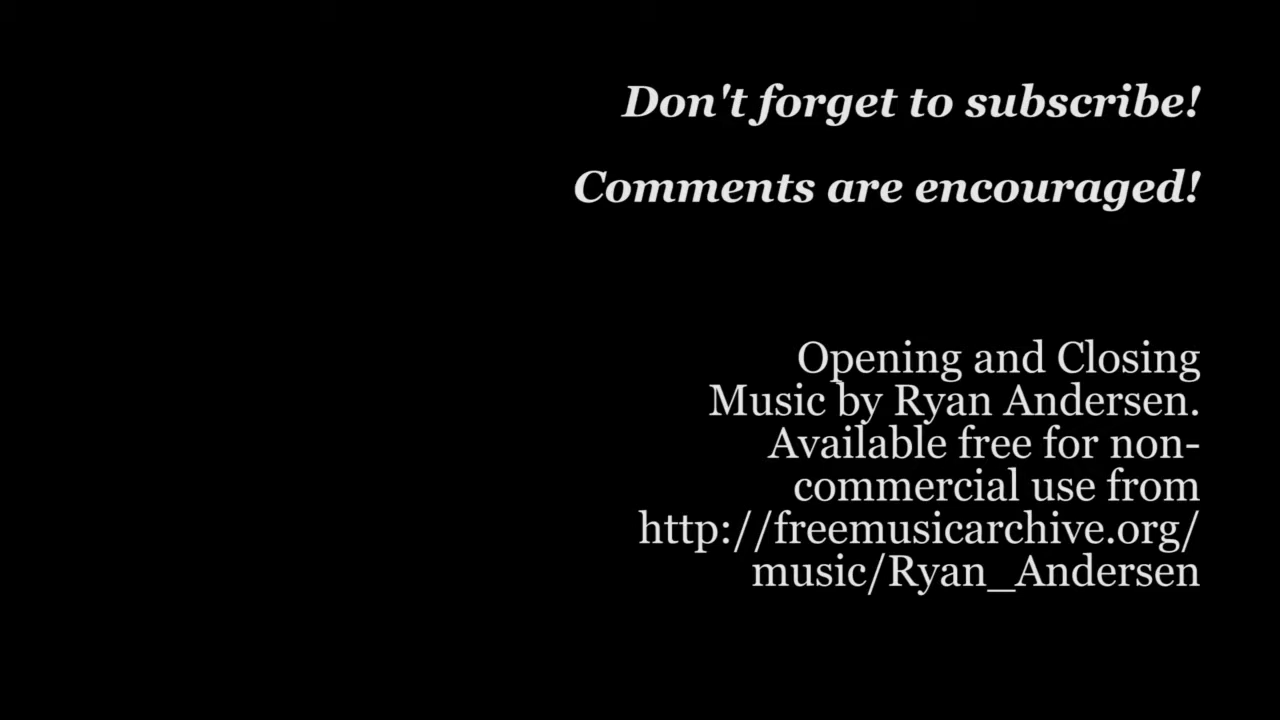 Don't forget to subscribe!
Comments are encouraged!
Opening and Closing
Music by Ryan Andersen.
Available free for non-
commercial use from
http://freemusicarchive.org/
music/Ryan_Andersen